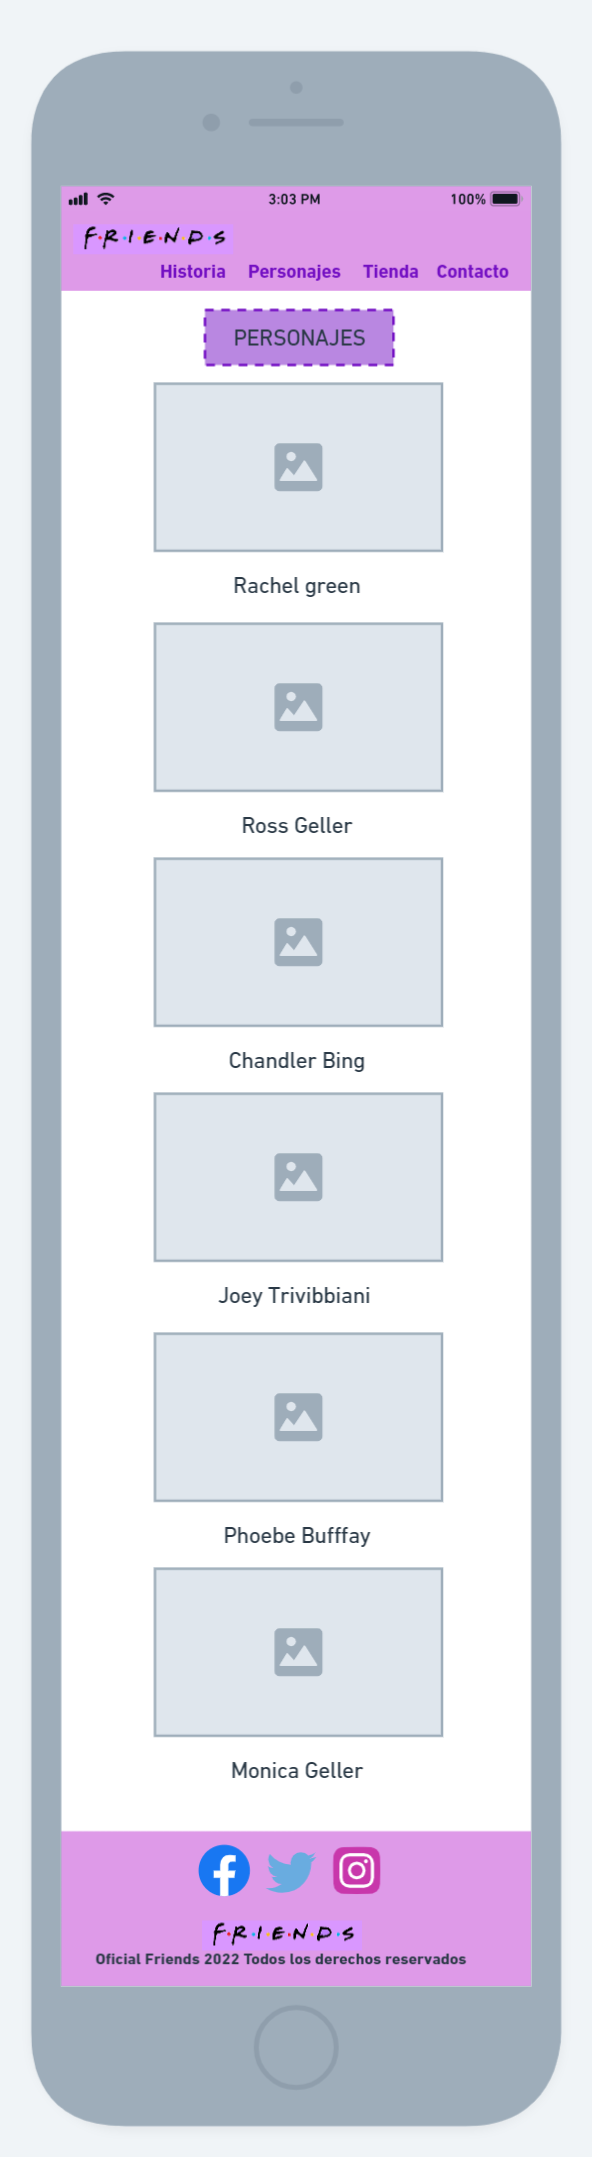 3:03 PM 100%
F·R·I·E·N·D·S
Historia Personajes Tienda Contacto
PERSONAJES
Rachel green
Ross Geller
Chandler Bing
Joey Trivibbiani
Phoebe Bufffay
Monica Geller
F·R·I·E·N·D·S
Oficial Friends 2022 Todos los derechos reservados